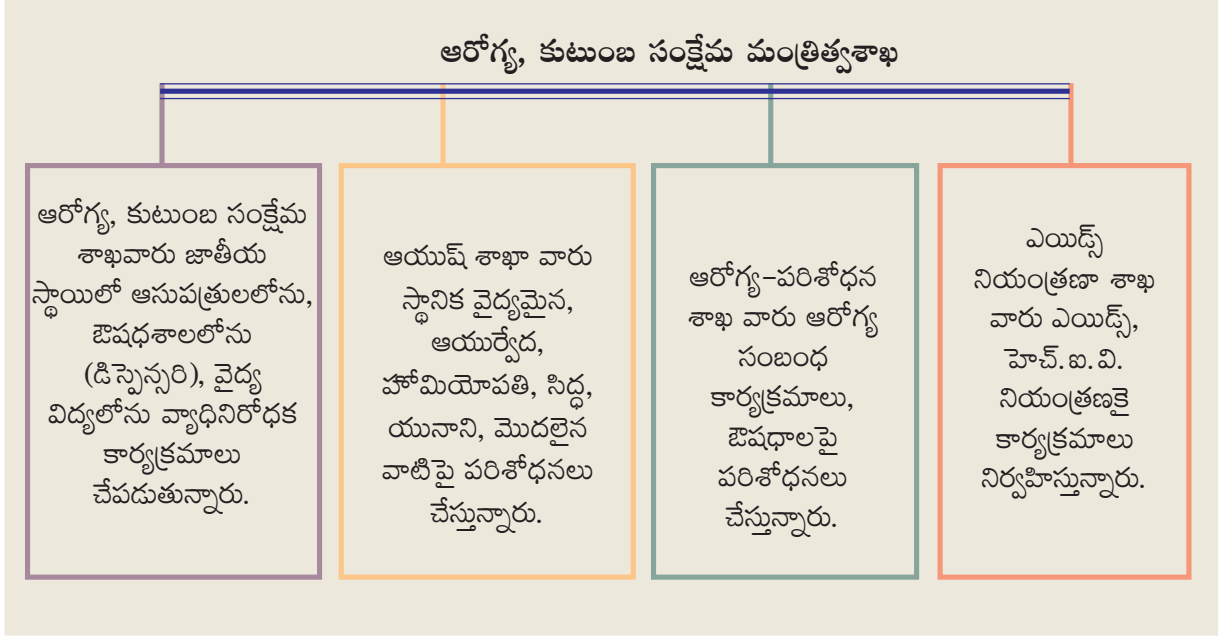 ఆరోగ్య, కుటుంబ సంక్షేమ మంత్రిత్వశాఖ
ఆరోగ్య, కుటుంబ సంక్షేమ
శాఖవారు జాతీయ
స్థాయిలో ఆసుపత్రులలోను,
ఔషధశాలలోను
(డిస్పెన్సరి), వైద్య
విద్యలోను వ్యాధినిరోధక
కార్యక్రమాలు
చేపడుతున్నారు.
ఆయుష్ శాఖా వారు
స్థానిక వైద్యమైన,
ఆయుర్వేద,
హోమియోపతి, సిద్ధ,
యునాని, మొదలైన
వాటిపై పరిశోధనలు
చేస్తున్నారు.
ఆరోగ్య-పరిశోధన
శాఖ వారు ఆరోగ్య
సంబంధ
కార్యక్రమాలు,
ఔషధాలపై
పరిశోధనలు
చేస్తున్నారు.
ఎయిడ్స్
నియంత్రణా శాఖ
వారు ఎయిడ్స్,
హెచ్.ఐ.వి.
నియంత్రణకై
కార్యక్రమాలు
నిర్వహిస్తున్నారు.